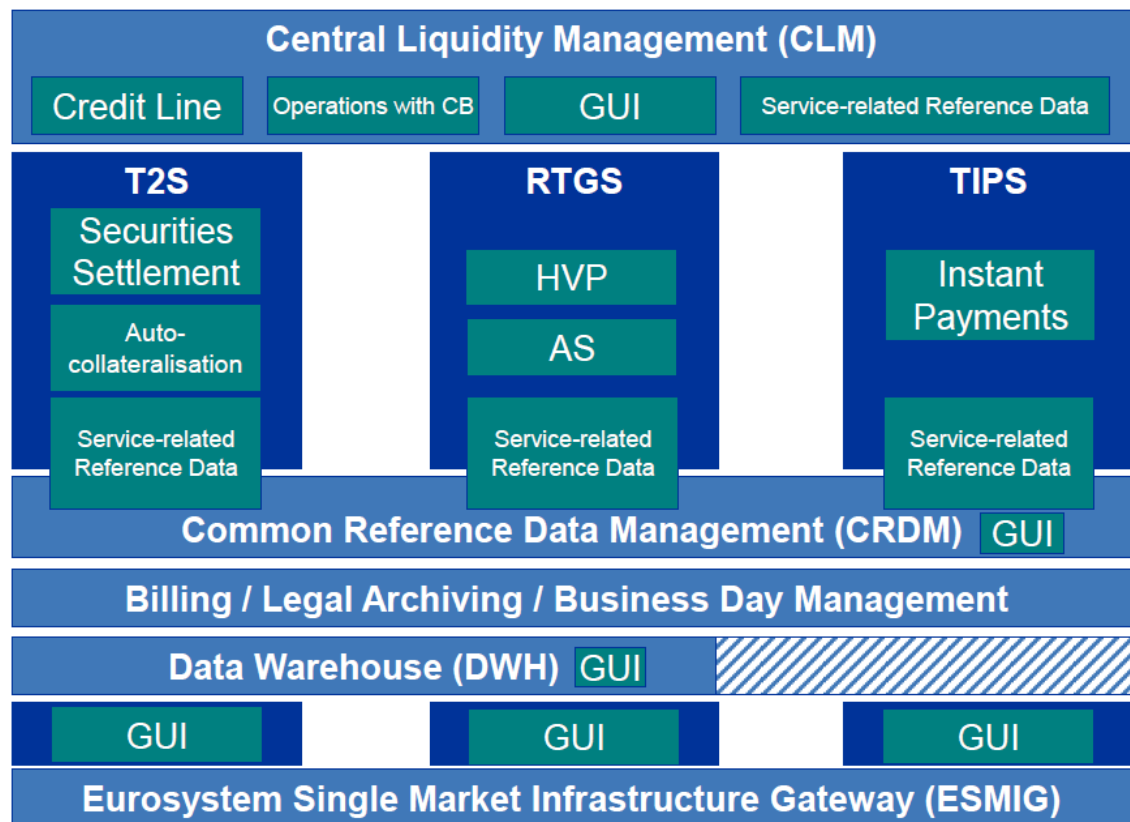 Central Liquidity Management (CLM)
Credit Line
Operations with CB
GUI
Service-related Reference Data
T2S
Securities
Settlement
Auto-
collateralisation
Service-related
Reference Data
RTGS
HVP
AS
Service-related
Reference Data
TIPS
Instant
Payments
Service-related
Reference Data
Common Reference Data Management (CRDM)
GUI
Billing / Legal Archiving / Business Day Management
Data Warehouse (DWH)
GUI
GUI
GUI
GUI
Eurosystem Single Market Infrastructure Gateway (ESMIG)